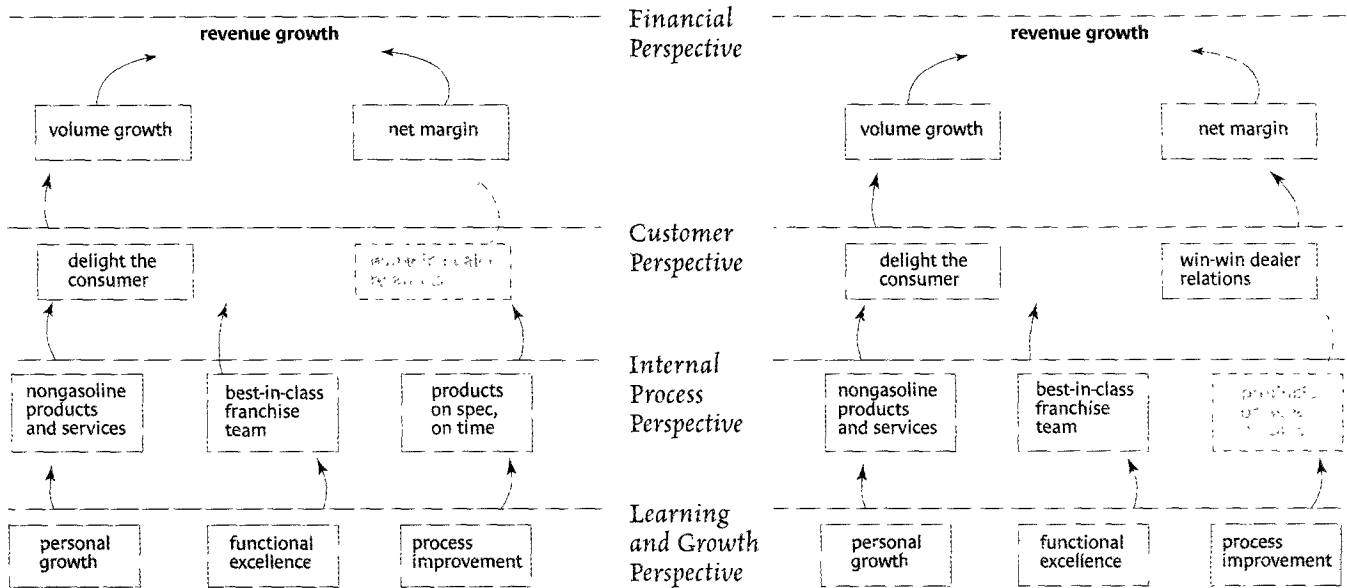 revenue growth
volume growth
net margin
delight the
consumer
nongasoline
products
and services
best-in-class
franchise
team
products
on spec,
on time
personal
growth
functional
excellence
process
improvement
Financial
Perspective
Customer
Perspective
Internal
Process
Perspective
Learning
and Growth
Perspective
revenue growth
volume growth
net margin
delight the
consumer
win-win dealer
relations
nongasoline
products
and services
best-in-class
franchise
team
personal
growth
functional
excellence
process
improvement